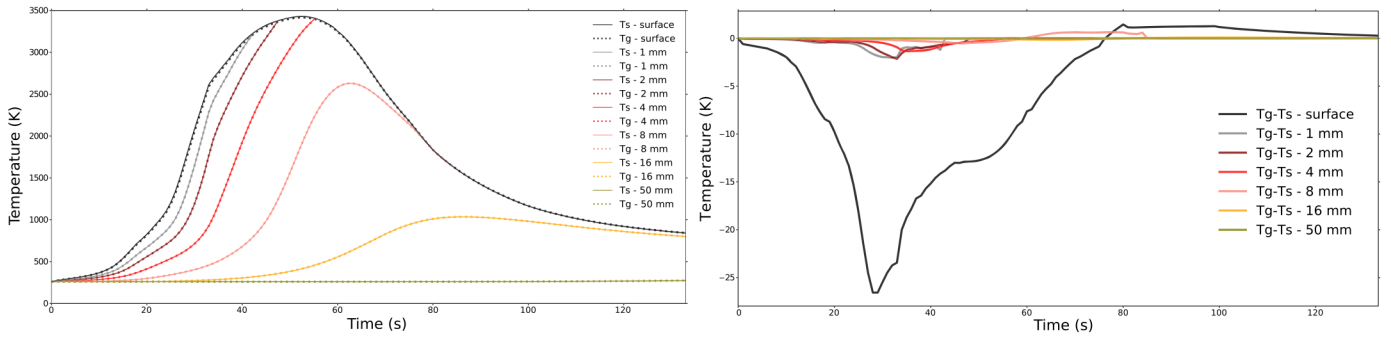 3500
3000
2500
2000
1500
1000
500
0
Temperature (K)
0
20
40
60
80
100
120
Time (s)
Ts - surface
Tg - surface
Ts - 1 mm
Tg - 1 mm
Ts - 2 mm
Tg - 2 mm
Ts - 4 mm
Tg - 4 mm
Ts - 8 mm
Tg - 8 mm
Ts - 16 mm
Tg - 16 mm
Ts - 50 mm
Tg - 50 mm
0
−5
−10
−15
−20
−25
Temperature (K)
0
20
40
60
80
100
120
Time (s)
Tg-Ts - surface
Tg-Ts - 1 mm
Tg-Ts - 2 mm
Tg-Ts - 4 mm
Tg-Ts - 8 mm
Tg-Ts - 16 mm
Tg-Ts - 50 mm